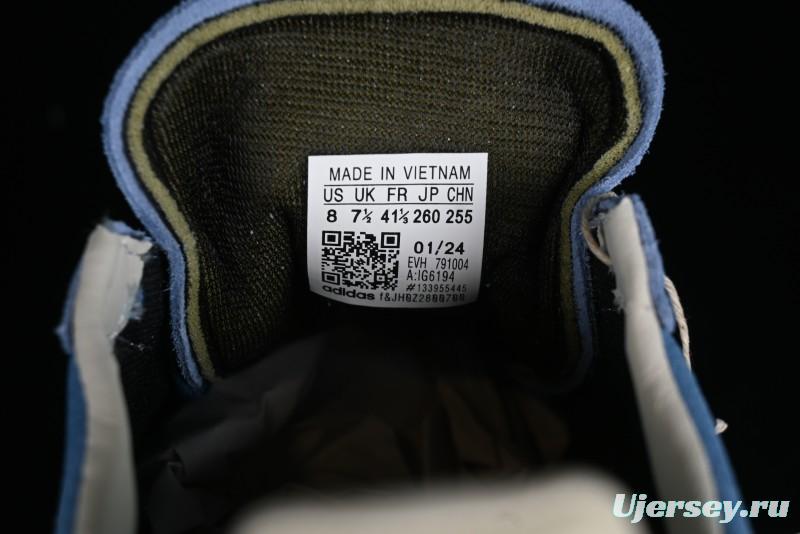 MADE IN VIETNAM
US UK FR JP CHN
8 7½ 41⅓ 260 255
01/24
EVH 791004
A:IG6194
#133955445
adidas f&JH0Z2800700
Ujersey.ru